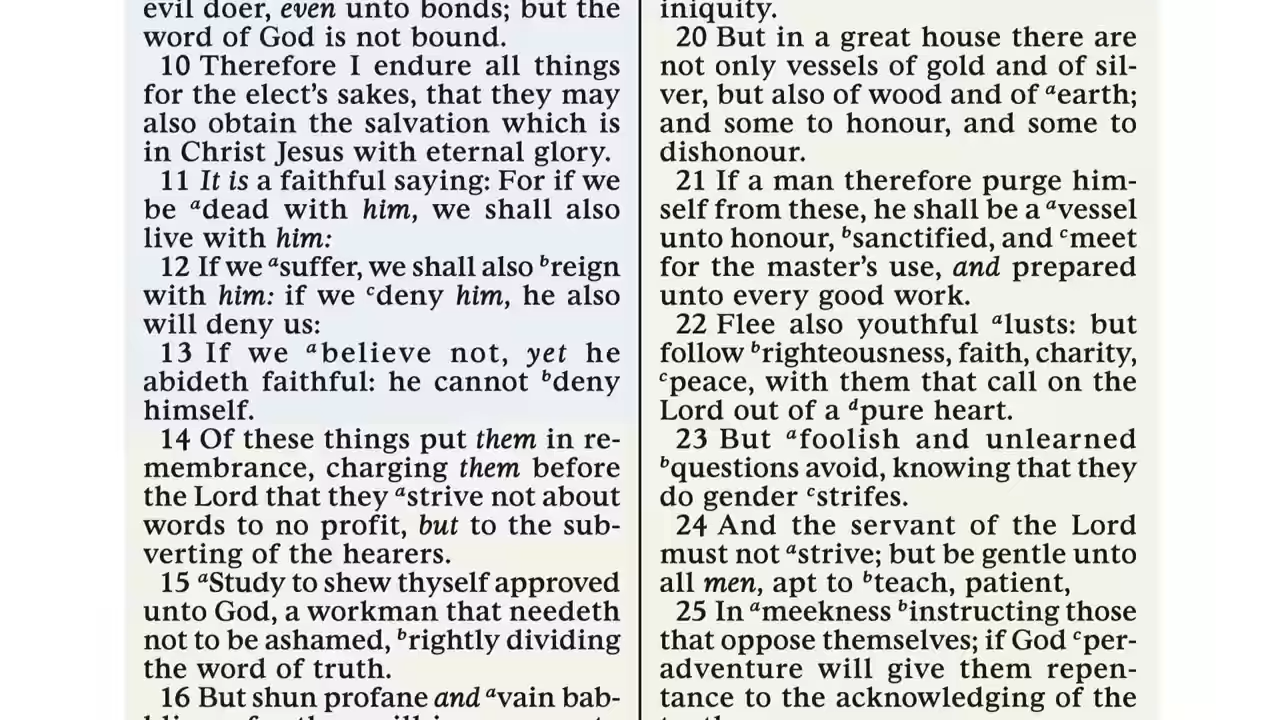 evil doer, even unto bonds; but the
word of God is not bound.
10 Therefore I endure all things
for the elect’s sakes, that they may
also obtain the salvation which is
in Christ Jesus with eternal glory.
11 It is a faithful saying: For if we
be ᵃdead with him, we shall also
live with him:
12 If we ᵃsuffer, we shall also ᵇreign
with him: if we ᶜdeny him, he also
will deny us:
13 If we ᵃbelieve not, yet he
abideth faithful: he cannot ᵇdeny
himself.
14 Of these things put them in re-
membrance, charging them before
the Lord that they ᵃstrive not about
words to no profit, but to the sub-
verting of the hearers.
15 ᵃStudy to shew thyself approved
unto God, a workman that needeth
not to be ashamed, ᵇrightly dividing
the word of truth.
16 But shun profane and ᵃvain bab-
iniquity.
20 But in a great house there are
not only vessels of gold and of sil-
ver, but also of wood and of ᵃearth;
and some to honour, and some to
dishonour.
21 If a man therefore purge him-
self from these, he shall be a ᵃvessel
unto honour, ᵇsanctified, and ᶜmeet
for the master’s use, and prepared
unto every good work.
22 Flee also youthful ᵃlusts: but
follow ᵇrighteousness, faith, charity,
ᶜpeace, with them that call on the
Lord out of a ᵈpure heart.
23 But ᵃfoolish and unlearned
ᵇquestions avoid, knowing that they
do gender ᶜstrifes.
24 And the servant of the Lord
must not ᵃstrive; but be gentle unto
all men, apt to ᵇteach, patient,
25 In ᵃmeekness ᵇinstructing those
that oppose themselves; if God ᶜper-
adventure will give them repen-
tance to the acknowledging of the